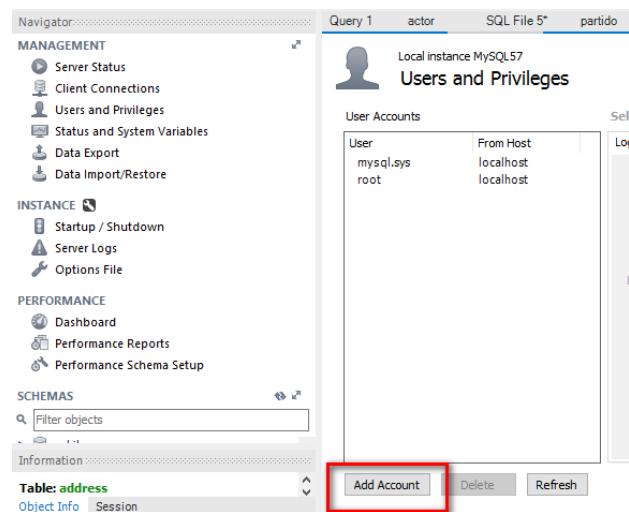 Navigator
MANAGEMENT
Server Status
Client Connections
Users and Privileges
Status and System Variables
Data Export
Data Import/Restore
INSTANCE
Startup / Shutdown
Server Logs
Options File
PERFORMANCE
Dashboard
Performance Reports
Performance Schema Setup
SCHEMAS
Filter objects
Information
Table: address
Object Info Session
Query 1 actor SQL File 5* partido
Local instance MySQL57
Users and Privileges
User Accounts
User From Host
mysql.sys localhost
root localhost
Add Account Delete Refresh
Sel
Lo